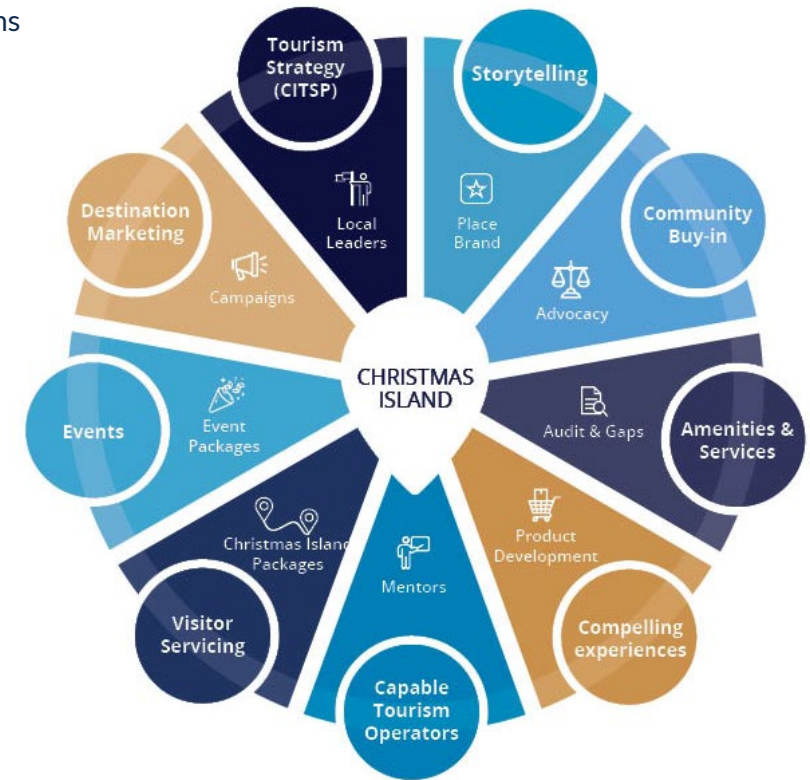 ns
Tourism
Strategy
(CITSP)
Local
Leaders
Storytelling
Place
Brand
Community
Buy-in
Advocacy
Amenities &
Services
Audit & Gaps
Compelling
experiences
Product
Development
Capable
Tourism
Operators
Mentors
Visitor
Servicing
Christmas Island
Packages
Events
Event
Packages
Destination
Marketing
Campaigns
CHRISTMAS
ISLAND